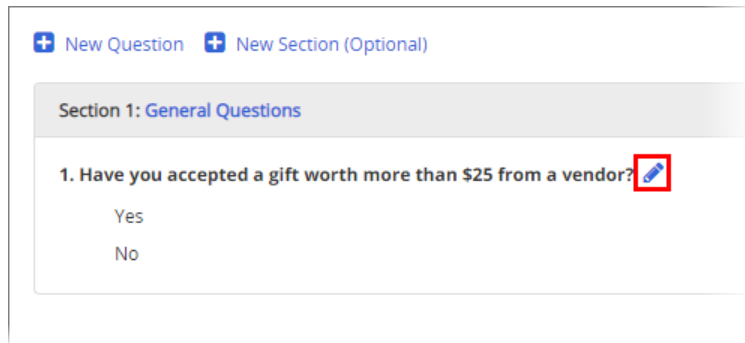 New Question New Section (Optional)
Section 1: General Questions
1. Have you accepted a gift worth more than $25 from a vendor?
Yes
No